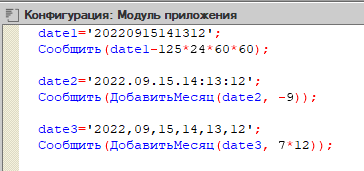 Конфигурация: Модуль приложения
date1='20220915141312';
Сообщить(date1-125*24*60*60);
date2='2022.09.15.14:13:12';
Сообщить(ДобавитьМесяц(date2, -9));
date3='2022,09,15,14,13,12';
Сообщить(ДобавитьМесяц(date3, 7*12));